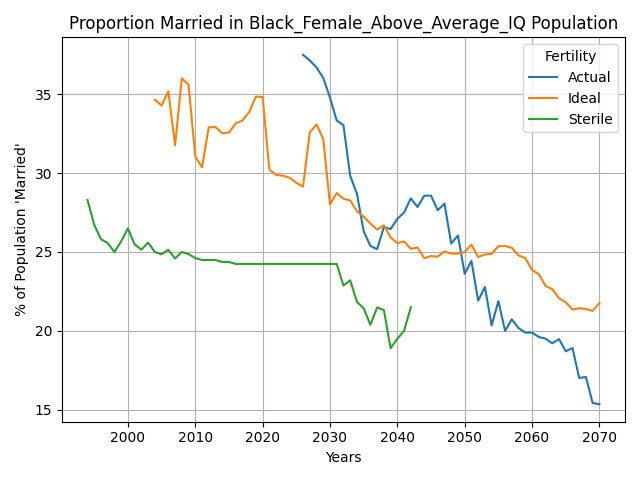 Proportion Married in Black_Female_Above_Average_IQ Population
Fertility
Actual
Ideal
Sterile
% of Population 'Married'
35
30
25
20
15
2000 2010 2020 2030 2040 2050 2060 2070
Years